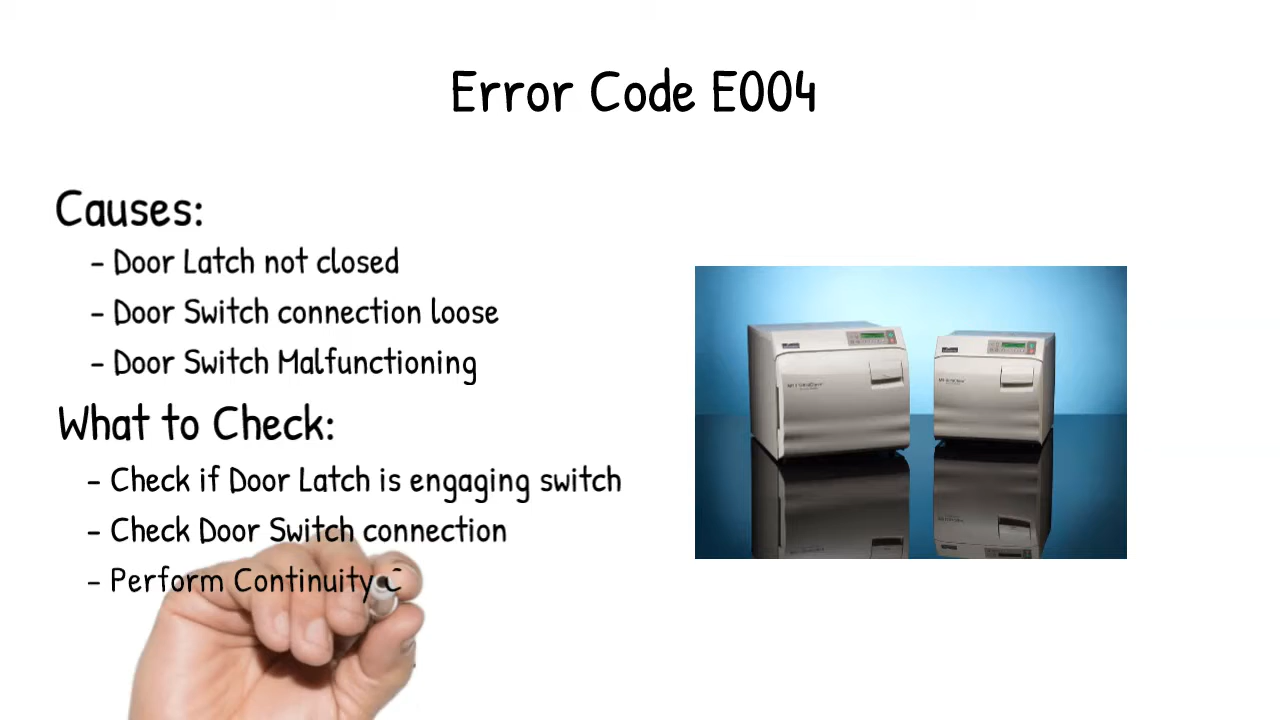 Error Code E004
Causes:
- Door Latch not closed
- Door Switch connection loose
- Door Switch Malfunctioning
What to Check:
- Check if Door Latch is engaging switch
- Check Door Switch connection
- Perform Continuity C